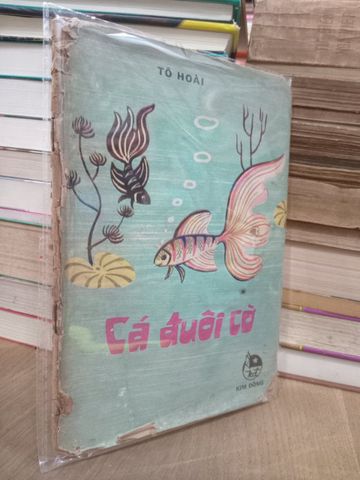 TÔ HOÀI
Cá đuôi cờ
KIM ĐỒNG